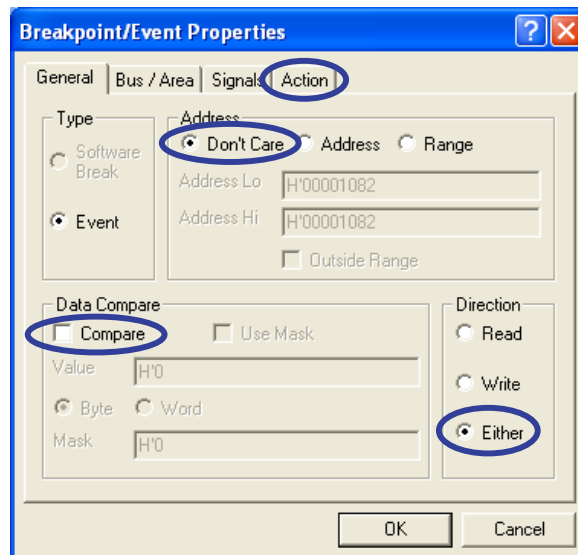 Breakpoint/Event Properties
General Bus / Area Signals Action
Type
Software Break
Event
Address
Don't Care Address Range
Address Lo H'00001082
Address Hi H'00001082
Outside Range
Data Compare
Compare Use Mask
Value H'0
Byte Word
Mask H'0
Direction
Read
Write
Either
OK Cancel